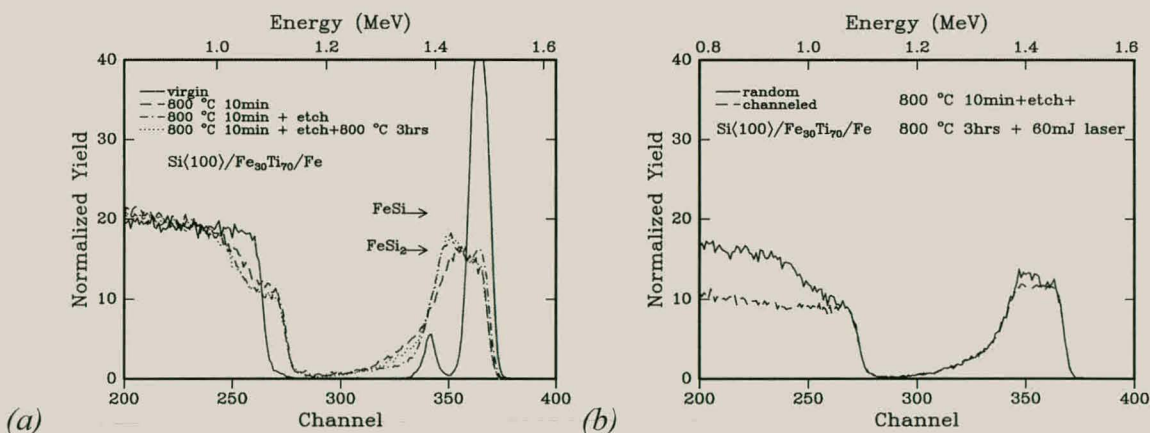 Energy (MeV)
1.0 1.2 1.4 1.6
40
30
20
10
0
Normalized Yield
virgin
800 °C 10min
800 °C 10min + etch
800 °C 10min + etch+800 °C 3hrs
Si⟨100⟩/Fe₃₀Ti₇₀/Fe
FeSi
FeSi₂
200 250 300 350 400
Channel
(a)
Energy (MeV)
0.8 1.0 1.2 1.4 1.6
40
30
20
10
0
Normalized Yield
random 800 °C 10min+etch+
channeled
Si⟨100⟩/Fe₃₀Ti₇₀/Fe 800 °C 3hrs + 60mJ laser
200 250 300 350 400
Channel
(b)